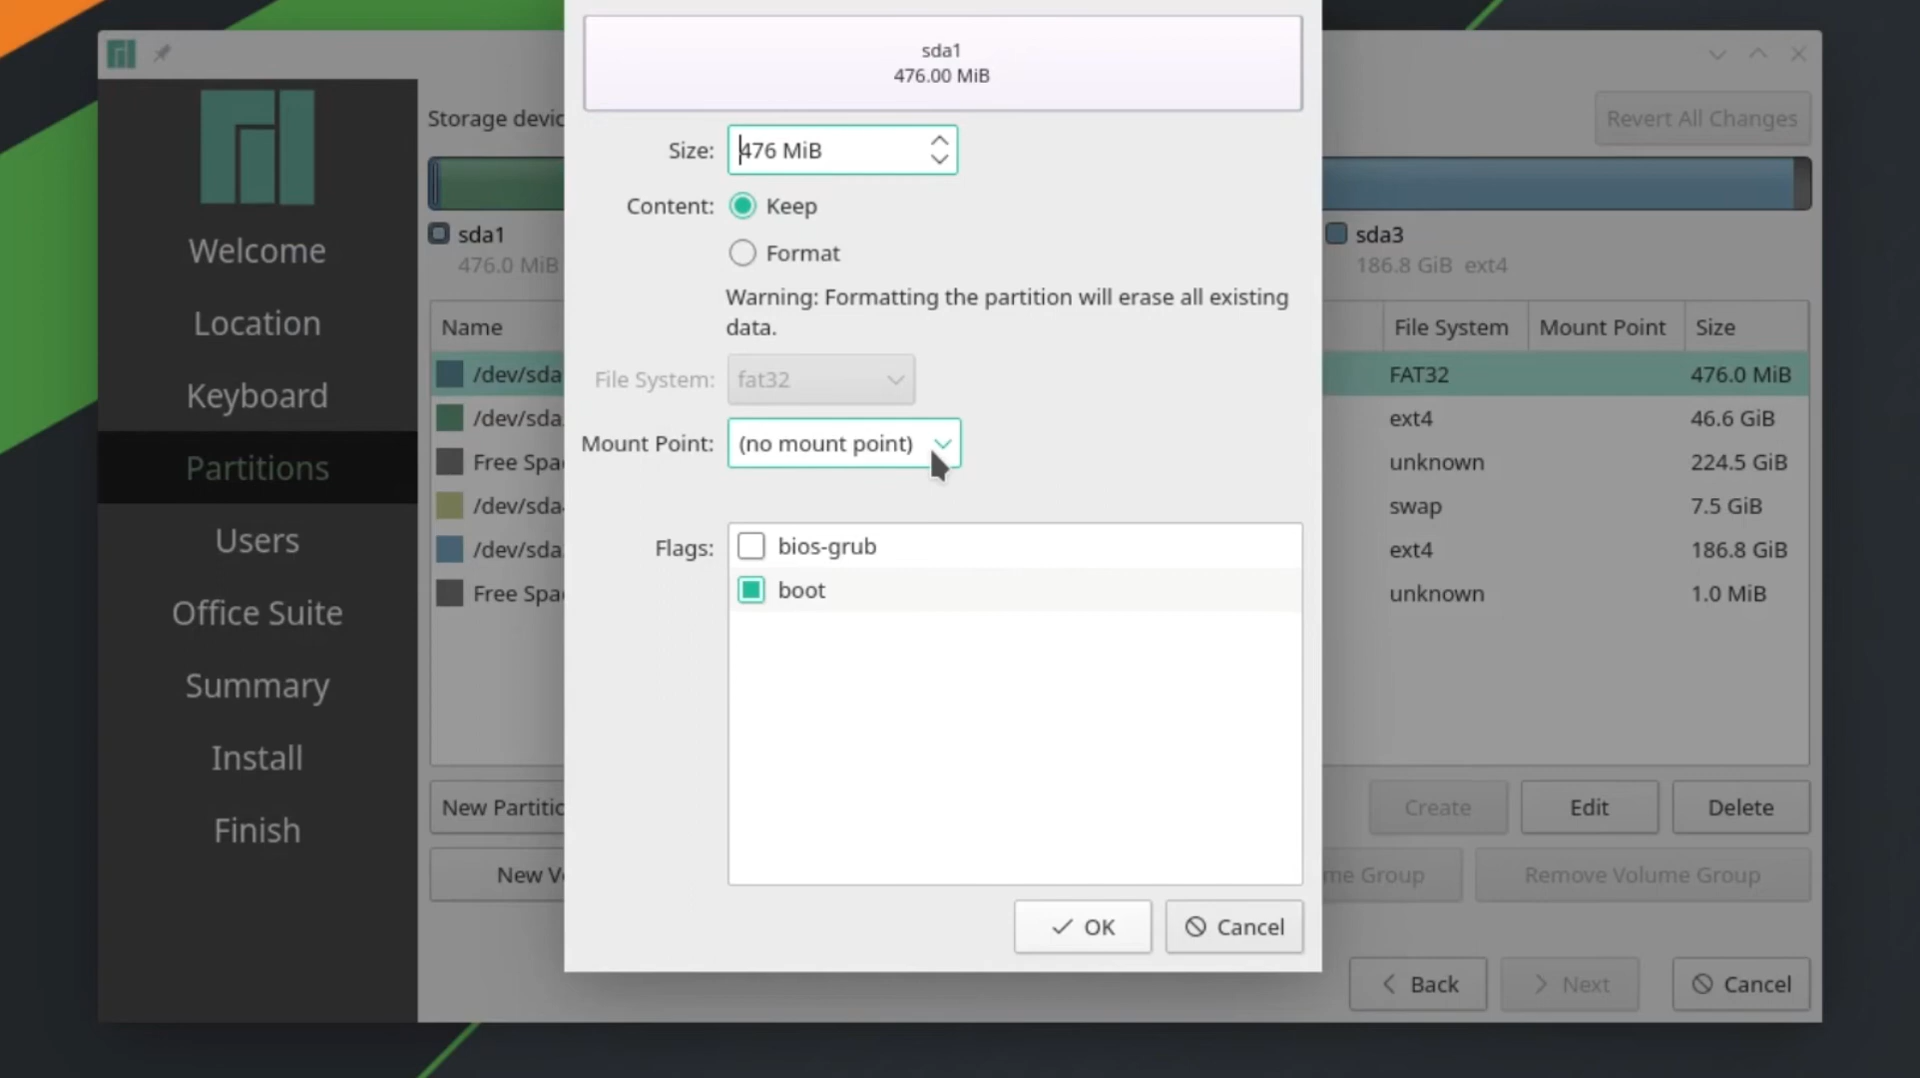 sda1
476.00 MiB
Size: 476 MiB
Content: Keep
Format
Warning: Formatting the partition will erase all existing
data.
File System: fat32
Mount Point: (no mount point)
Flags: bios-grub
boot
OK
Cancel
Welcome
Location
Keyboard
Partitions
Users
Office Suite
Summary
Install
Finish
Storage devic
Revert All Changes
sda1
476.0 MiB
sda3
186.8 GiB ext4
Name File System Mount Point Size
/dev/sda FAT32 476.0 MiB
/dev/sda ext4 46.6 GiB
Free Spa unknown 224.5 GiB
/dev/sda swap 7.5 GiB
/dev/sda ext4 186.8 GiB
Free Spa unknown 1.0 MiB
New Partitio Create Edit Delete
New V me Group Remove Volume Group
Back Next Cancel